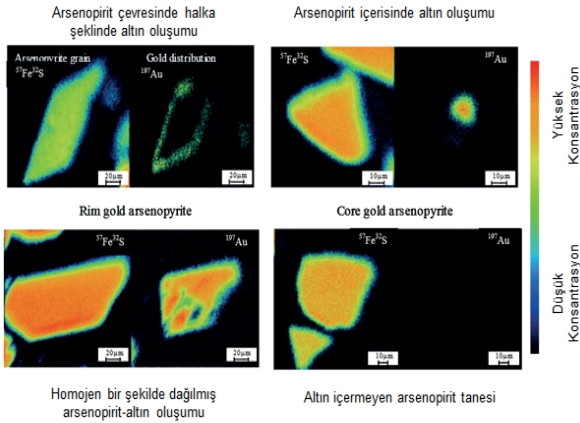 Arsenopirit çevresinde halka
şeklinde altın oluşumu
Arsenopirit içerisinde altın oluşumu
Arsenopyrite grain
⁵⁷Fe³²S
Gold distribution
¹⁹⁷Au
⁵⁷Fe³²S
¹⁹⁷Au
20µm
20µm
10µm
10µm
Rim gold arsenopyrite
Core gold arsenopyrite
⁵⁷Fe³²S
¹⁹⁷Au
⁵⁷Fe³²S
¹⁹⁷Au
20µm
20µm
10µm
10µm
Homojen bir şekilde dağılmış
arsenopirit-altın oluşumu
Altın içermeyen arsenopirit tanesi
Yüksek
Konsantrasyon
Düşük
Konsantrasyon